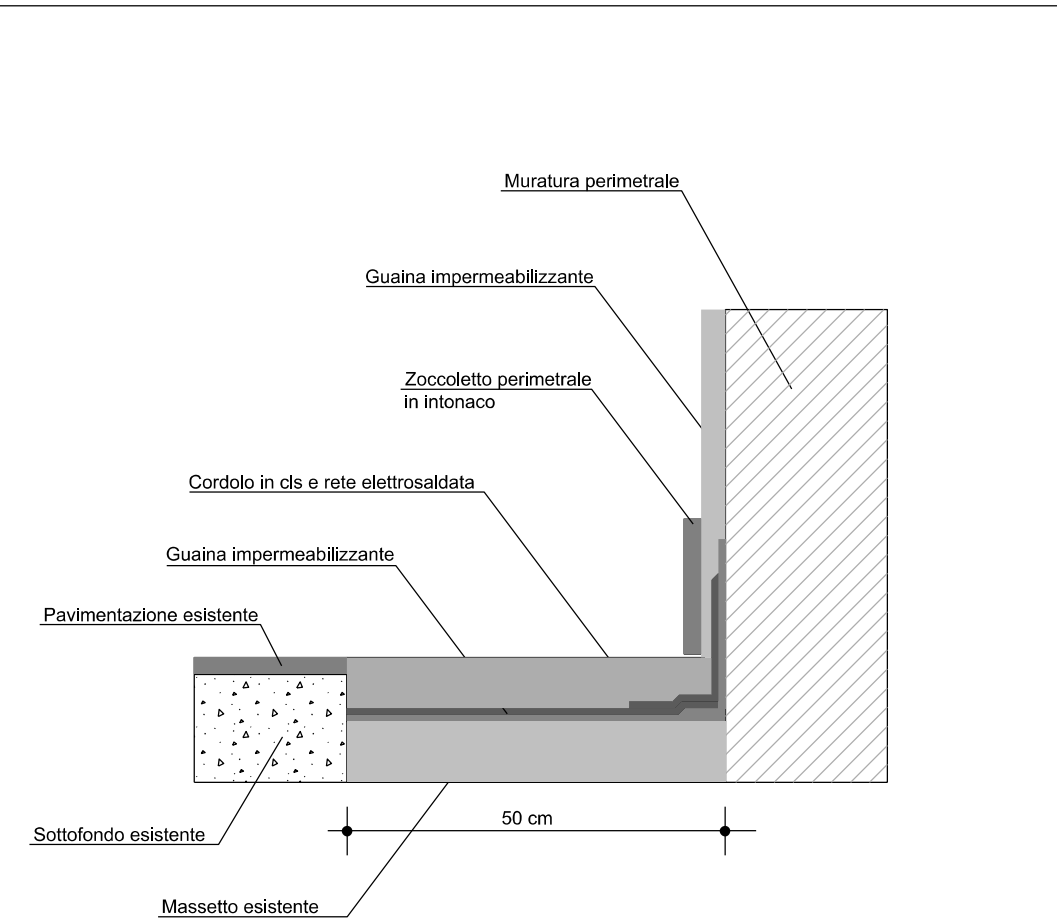 Muratura perimetrale
Guaina impermeabilizzante
Zoccoletto perimetrale
in intonaco
Cordolo in cls e rete elettrosaldata
Guaina impermeabilizzante
Pavimentazione esistente
50 cm
Sottofondo esistente
Massetto esistente